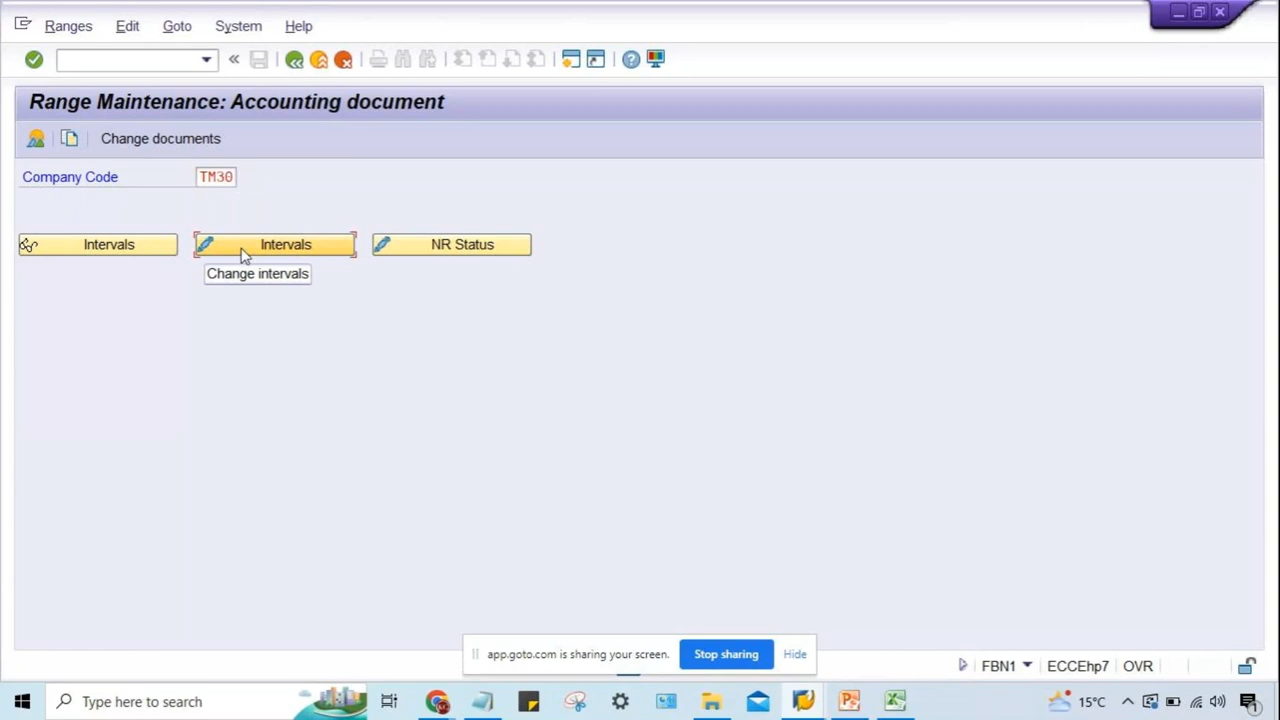 Ranges Edit Goto System Help
Range Maintenance: Accounting document
Change documents
Company Code TM30
Intervals Intervals NR Status
Change intervals
app.goto.com is sharing your screen. Stop sharing Hide
FBN1 ECCEhp7 OVR
Type here to search 15°C 1